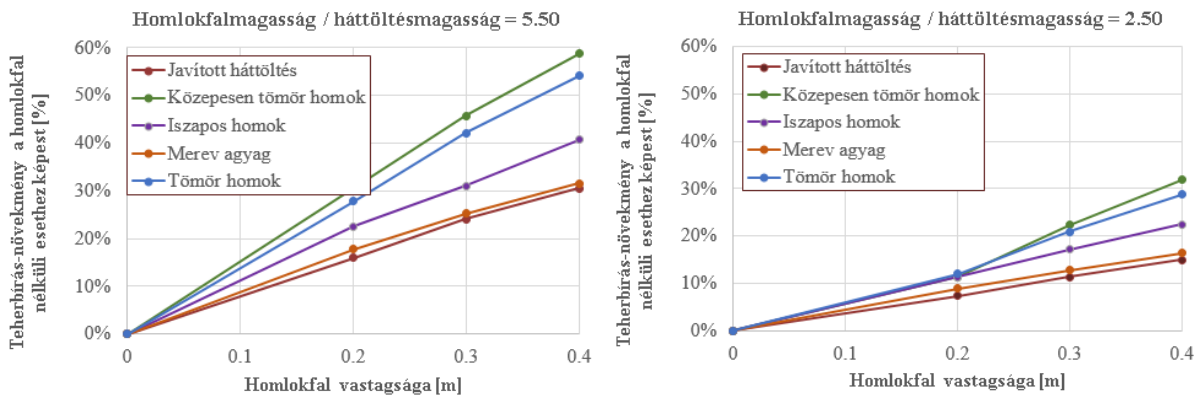 Homlokfalmagasság / háttöltésmagasság = 5.50
Teherbírás-növekmény a homlokfal
nélküli esethez képest [%]
60%
50%
40%
30%
20%
10%
0%
Javított háttöltés
Közepesen tömör homok
Iszapos homok
Merev agyag
Tömör homok
0
0.1
0.2
0.3
0.4
Homlokfal vastagsága [m]
Homlokfalmagasság / háttöltésmagasság = 2.50
Teherbírás-növekmény a homlokfal
nélküli esethez képest [%]
60%
50%
40%
30%
20%
10%
0%
Javított háttöltés
Közepesen tömör homok
Iszapos homok
Merev agyag
Tömör homok
0
0.1
0.2
0.3
0.4
Homlokfal vastagsága [m]